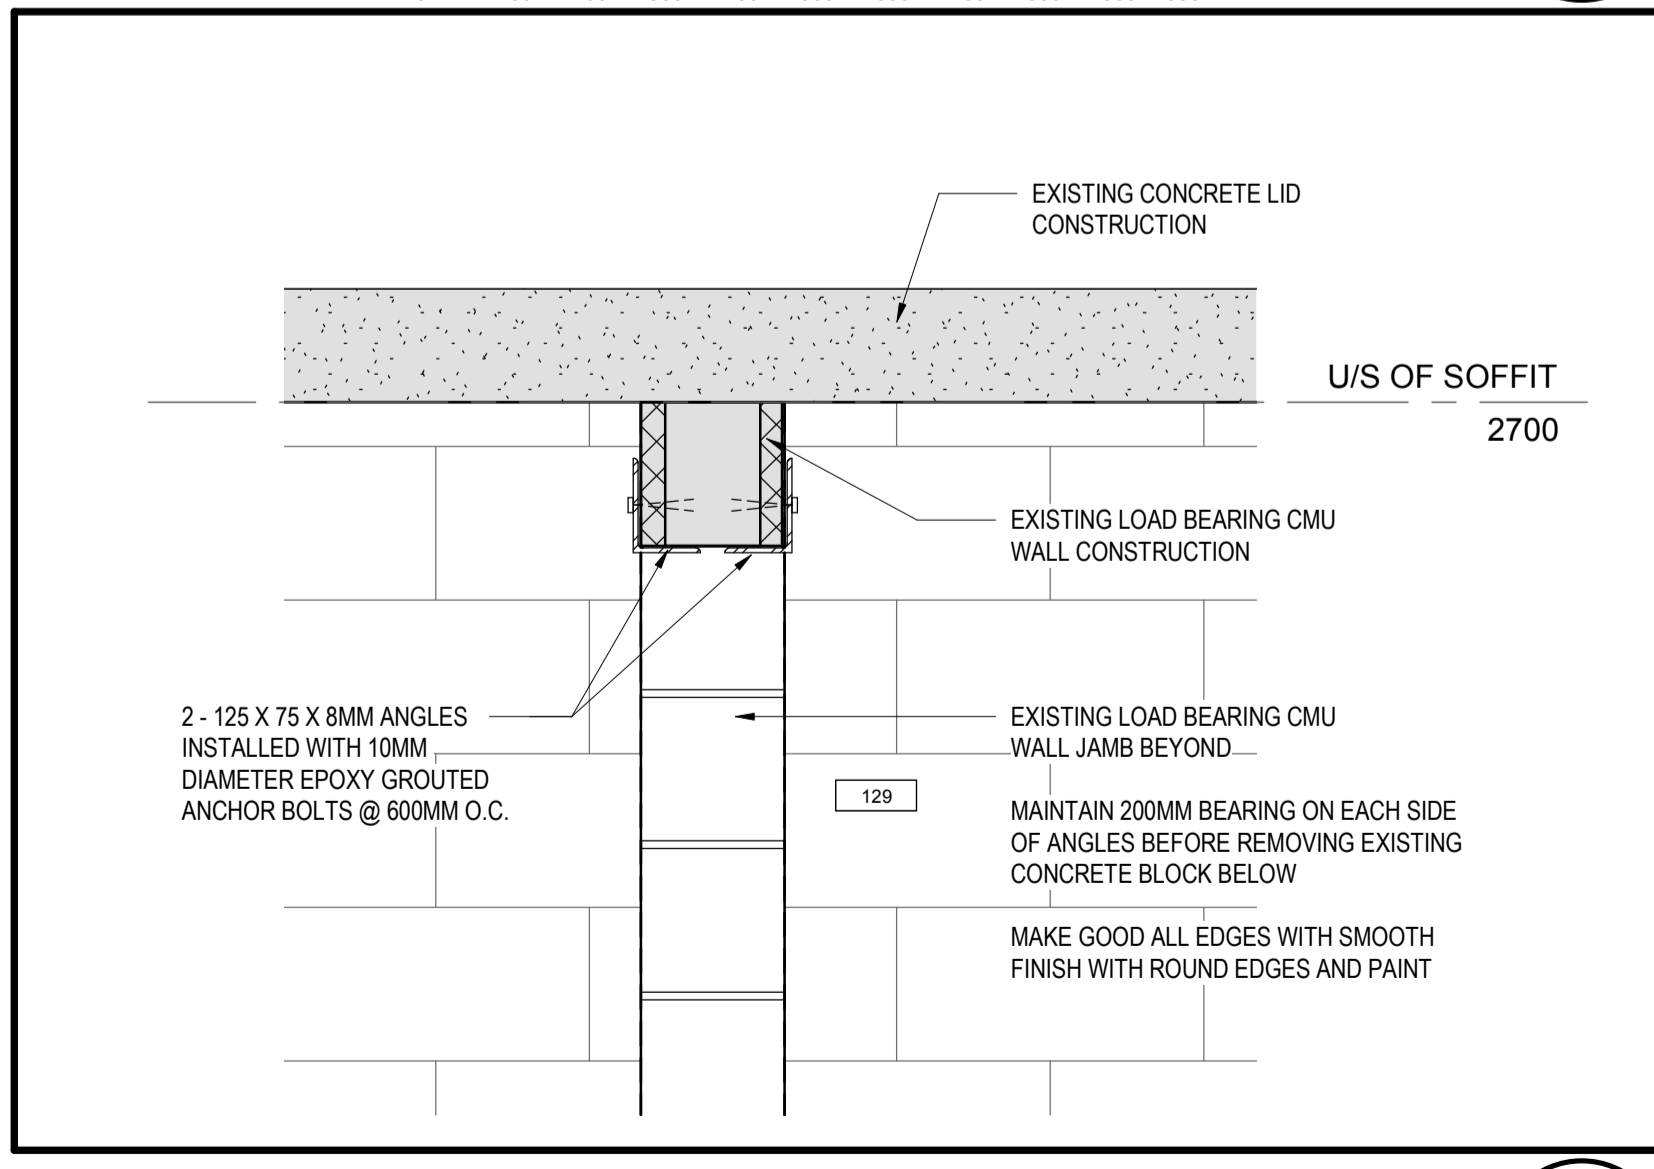 EXISTING CONCRETE LID
CONSTRUCTION
U/S OF SOFFIT
2700
EXISTING LOAD BEARING CMU
WALL CONSTRUCTION
2 - 125 X 75 X 8MM ANGLES
INSTALLED WITH 10MM
DIAMETER EPOXY GROUTED
ANCHOR BOLTS @ 600MM O.C.
EXISTING LOAD BEARING CMU
WALL JAMB BEYOND
129
MAINTAIN 200MM BEARING ON EACH SIDE
OF ANGLES BEFORE REMOVING EXISTING
CONCRETE BLOCK BELOW
MAKE GOOD ALL EDGES WITH SMOOTH
FINISH WITH ROUND EDGES AND PAINT